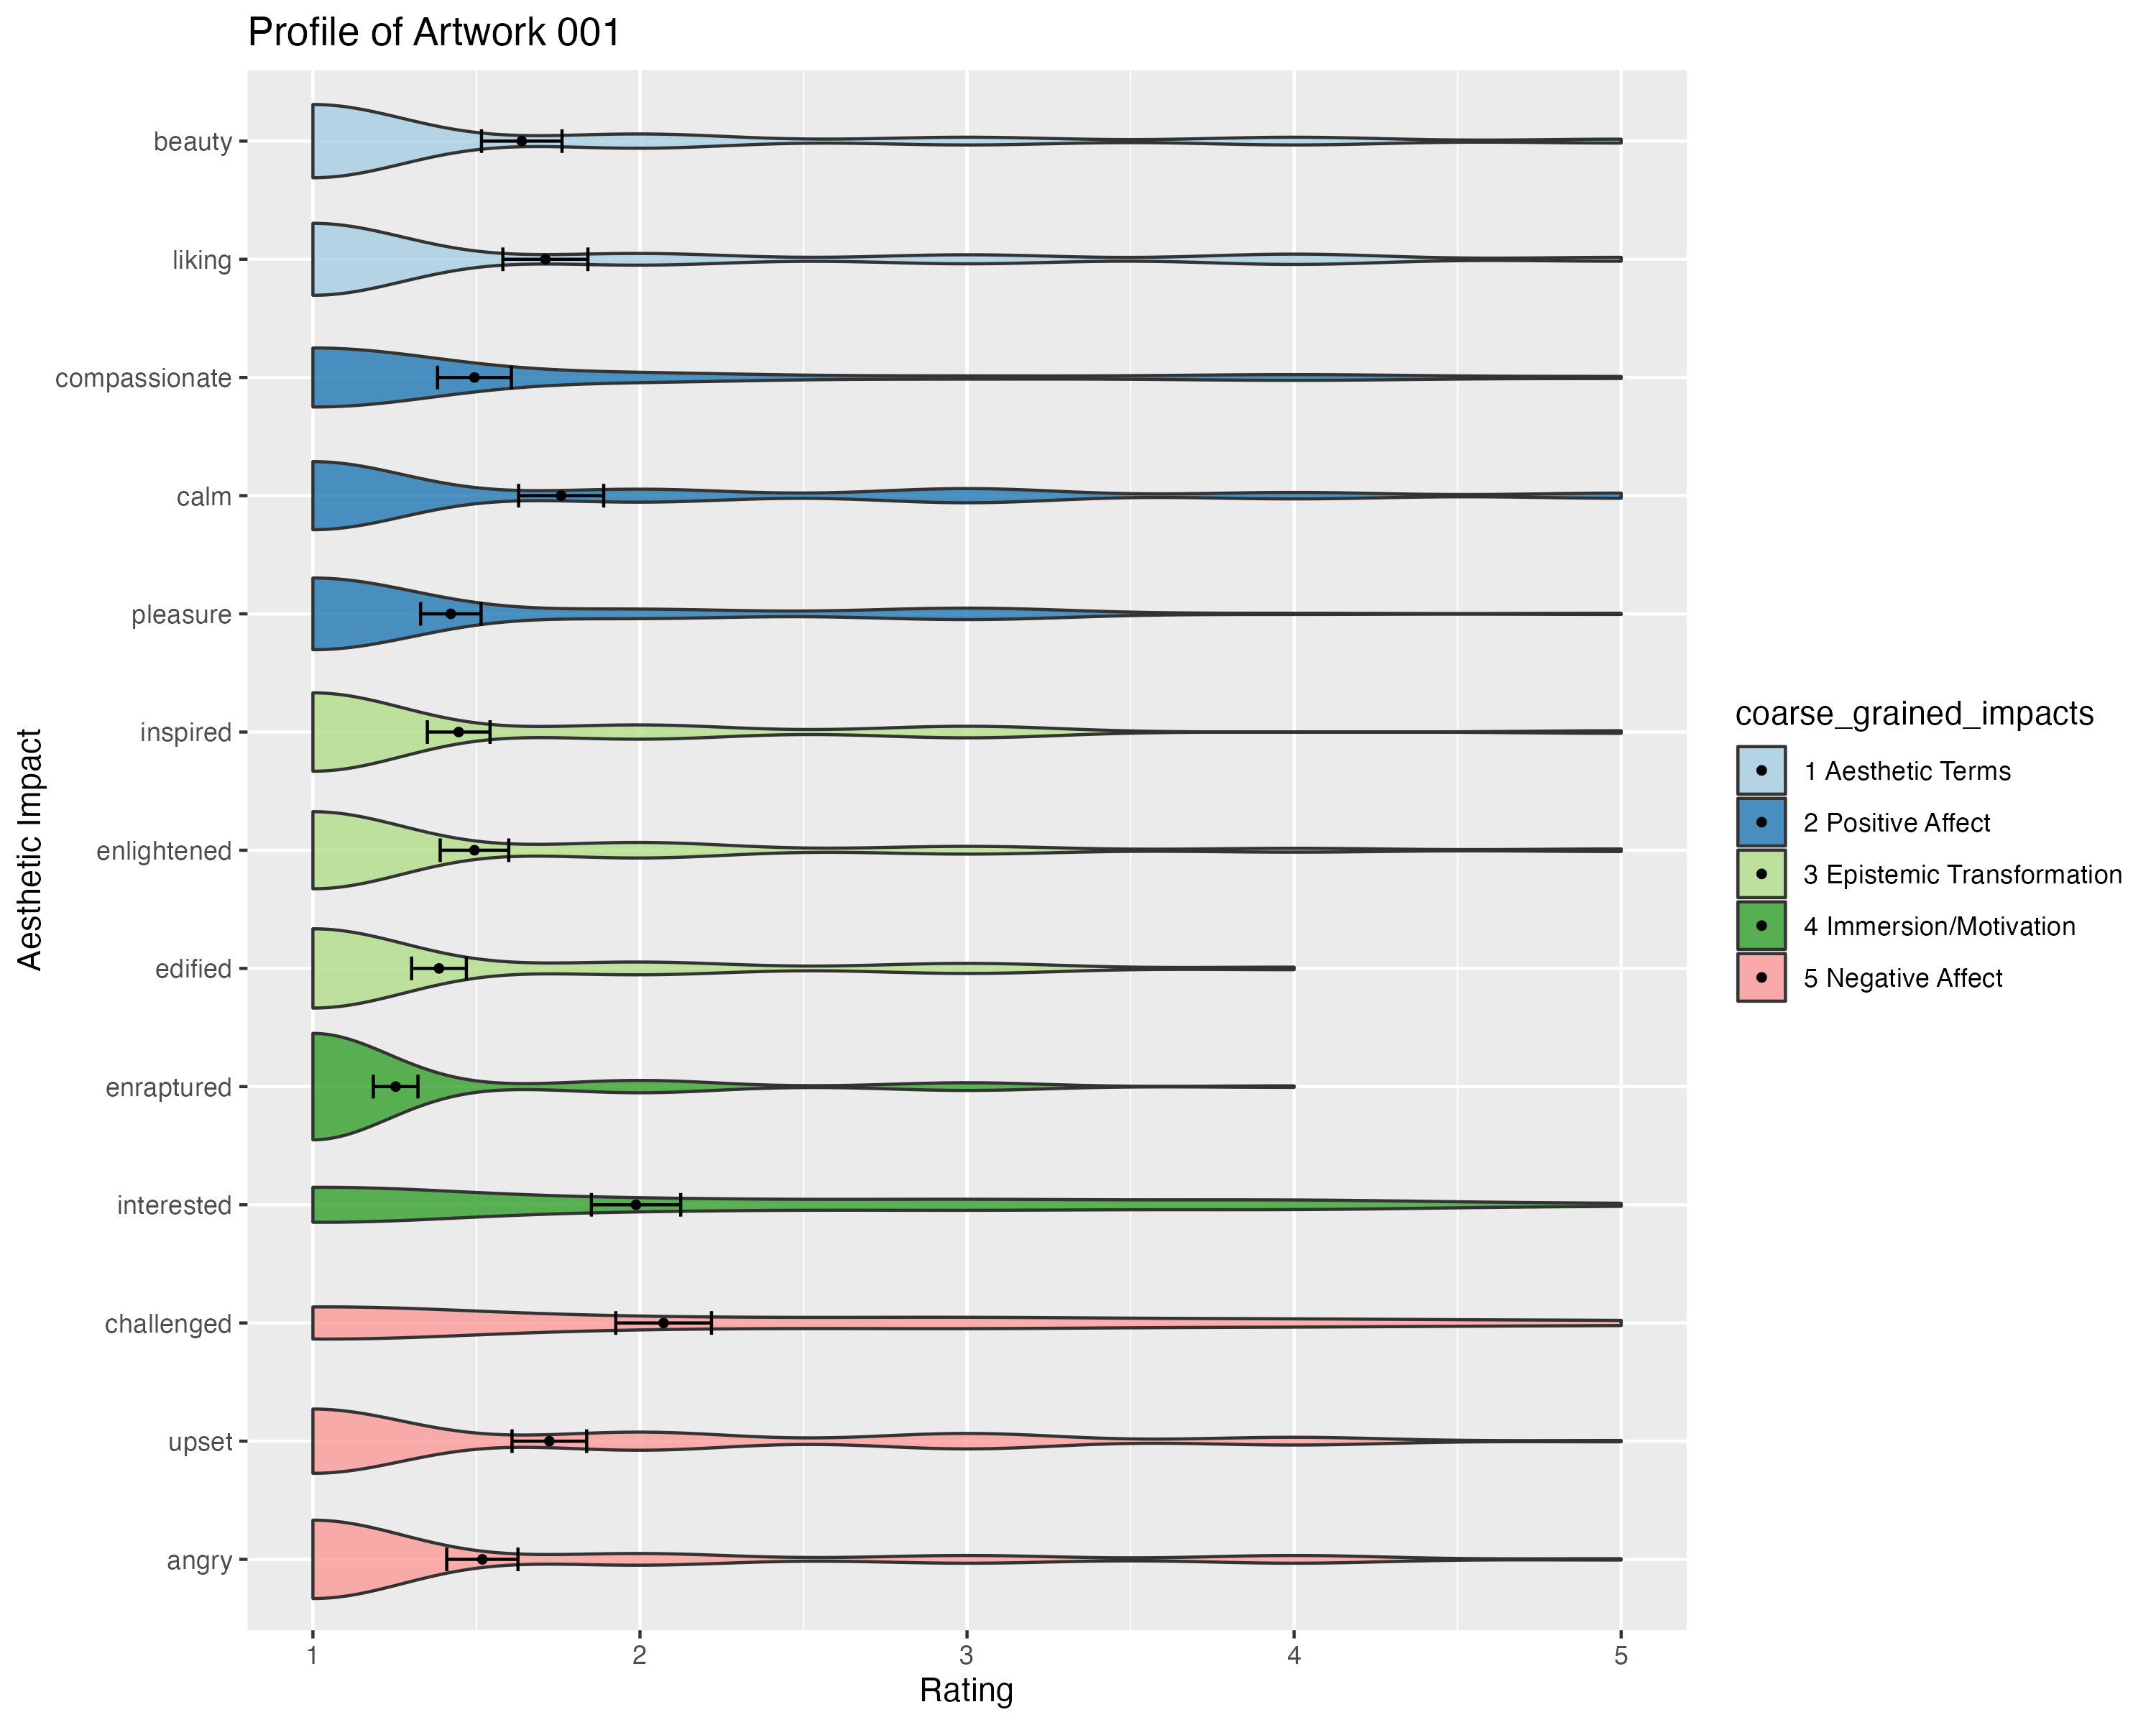 Profile of Artwork 001
Aesthetic Impact
beauty
liking
compassionate
calm
pleasure
inspired
enlightened
edified
enraptured
interested
challenged
upset
angry
1 2 3 4 5
Rating
coarse_grained_impacts
1 Aesthetic Terms
2 Positive Affect
3 Epistemic Transformation
4 Immersion/Motivation
5 Negative Affect